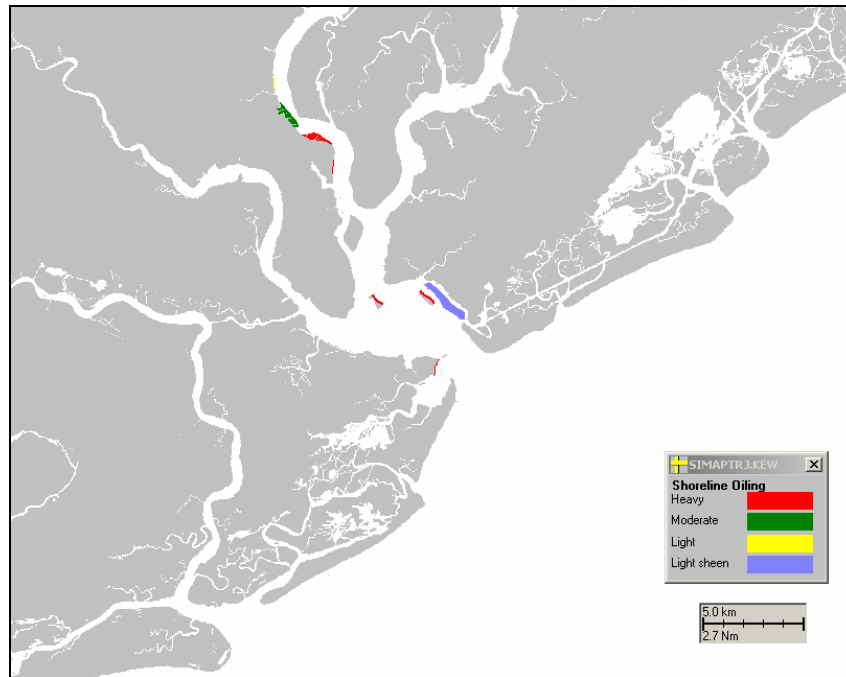 SIMAPTRJ.KEW
Shoreline Oiling
Heavy
Moderate
Light
Light sheen
5.0 km
2.7 Nm